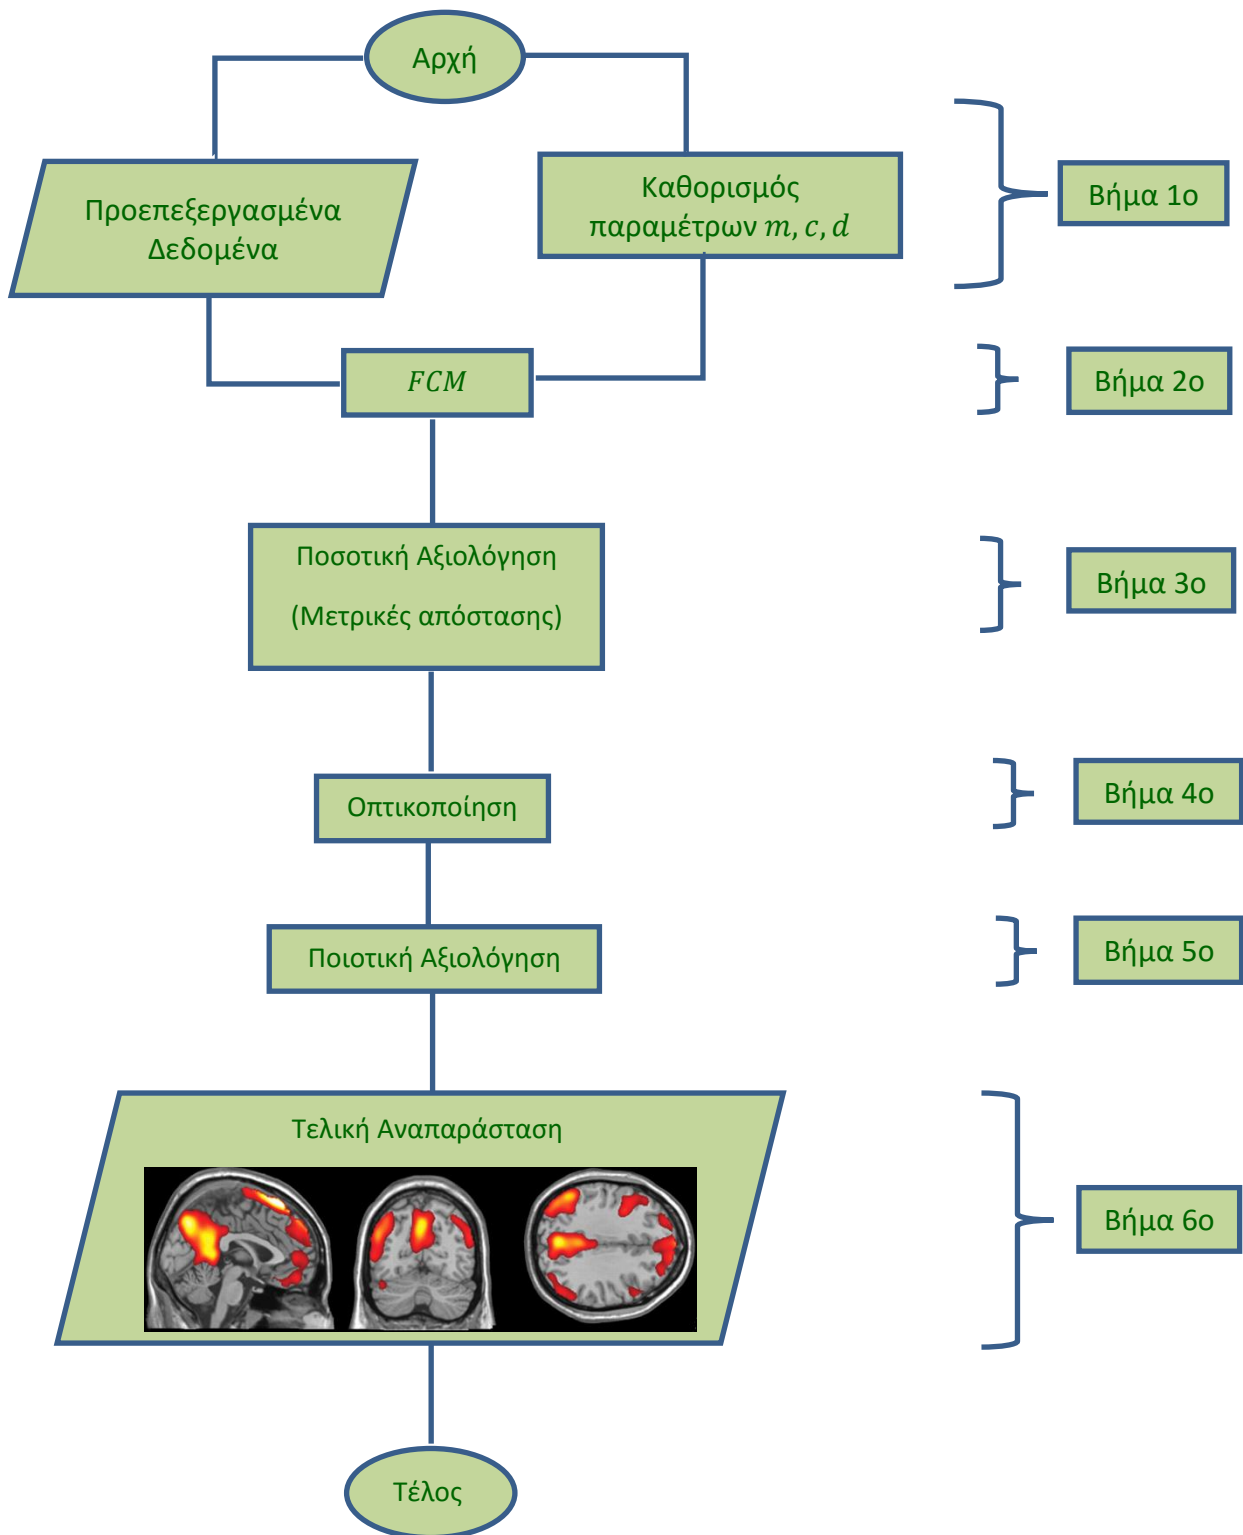 Αρχή
Προεπεξεργασμένα
Δεδομένα
Καθορισμός
παραμέτρων m, c, d
Βήμα 1ο
FCM
Βήμα 2ο
Ποσοτική Αξιολόγηση
(Μετρικές απόστασης)
Βήμα 3ο
Οπτικοποίηση
Βήμα 4ο
Ποιοτική Αξιολόγηση
Βήμα 5ο
Τελική Αναπαράσταση
Βήμα 6ο
Τέλος